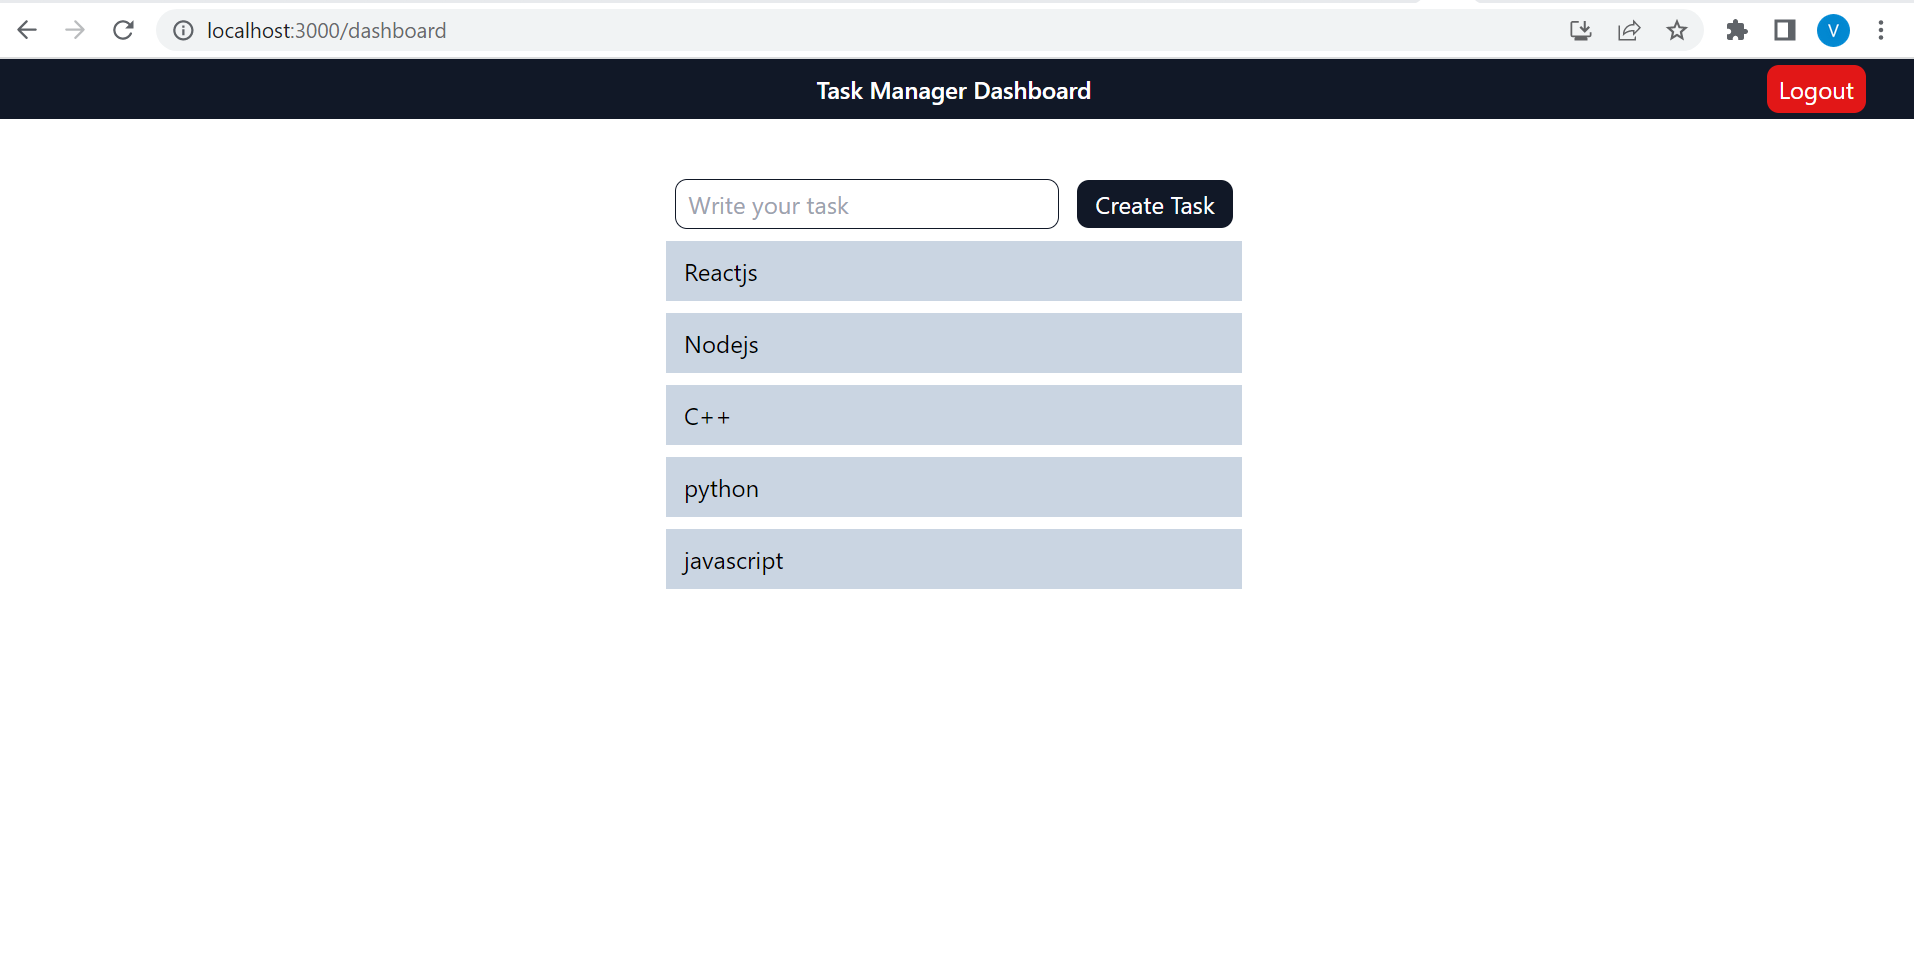 localhost:3000/dashboard
V
Task Manager Dashboard
Logout
Write your task
Create Task
Reactjs
Nodejs
C++
python
javascript